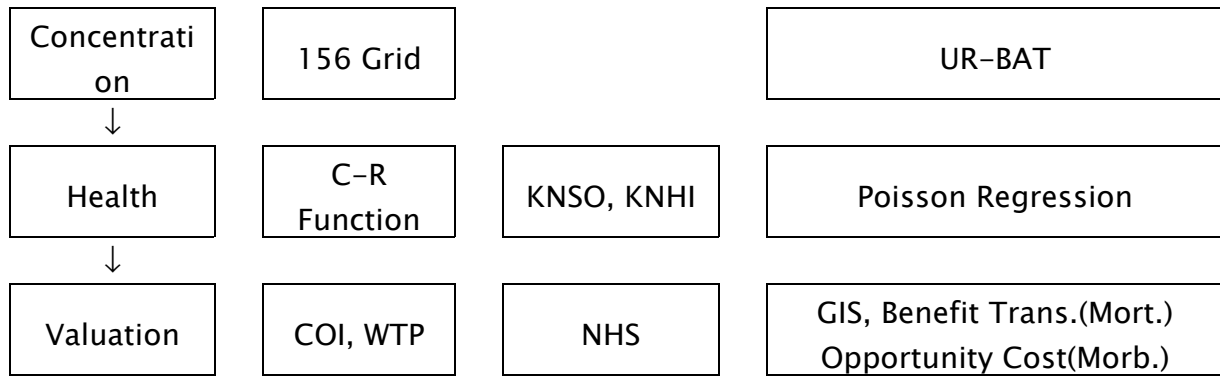 Concentrati
on
156 Grid
UR-BAT
↓
Health
C-R
Function
KNSO, KNHI
Poisson Regression
↓
Valuation
COI, WTP
NHS
GIS, Benefit Trans.(Mort.)
Opportunity Cost(Morb.)